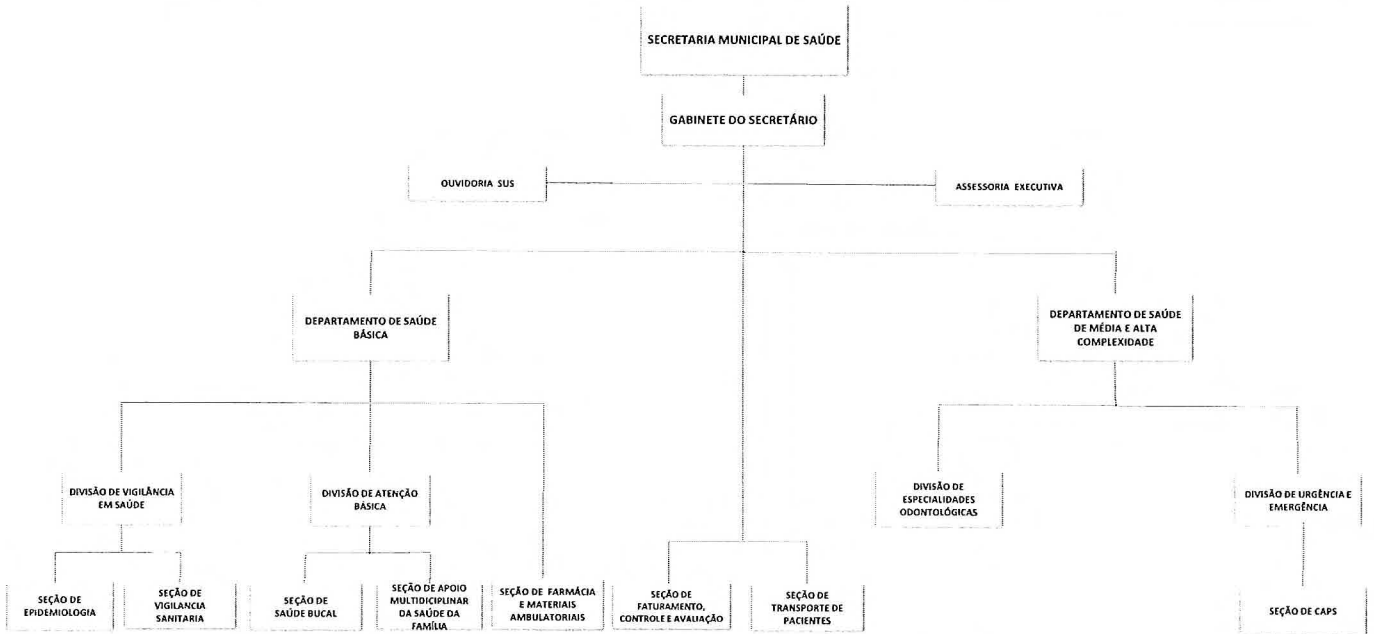 SECRETARIA MUNICIPAL DE SAÚDE
GABINETE DO SECRETÁRIO
OUVIDORIA SUS
ASSESSORIA EXECUTIVA
DEPARTAMENTO DE SAÚDE
BÁSICA
DEPARTAMENTO DE SAÚDE
DE MÉDIA E ALTA
COMPLEXIDADE
DIVISÃO DE VIGILÂNCIA
EM SAÚDE
DIVISÃO DE ATENÇÃO
BÁSICA
DIVISÃO DE
ESPECIALIDADES
ODONTOLÓGICAS
DIVISÃO DE URGÊNCIA E
EMERGÊNCIA
SEÇÃO DE
EPIDEMIOLOGIA
SEÇÃO DE
VIGILANCIA
SANITARIA
SEÇÃO DE
SAÚDE BUCAL
SEÇÃO DE APOIO
MULTIDICIPLINAR
DA SAÚDE DA
FAMÍLIA
SEÇÃO DE FARMÁCIA
E MATERIAIS
AMBULATORIAIS
SEÇÃO DE
FATURAMENTO,
CONTROLE E AVALIAÇÃO
SEÇÃO DE
TRANSPORTE DE
PACIENTES
SEÇÃO DE CAPS